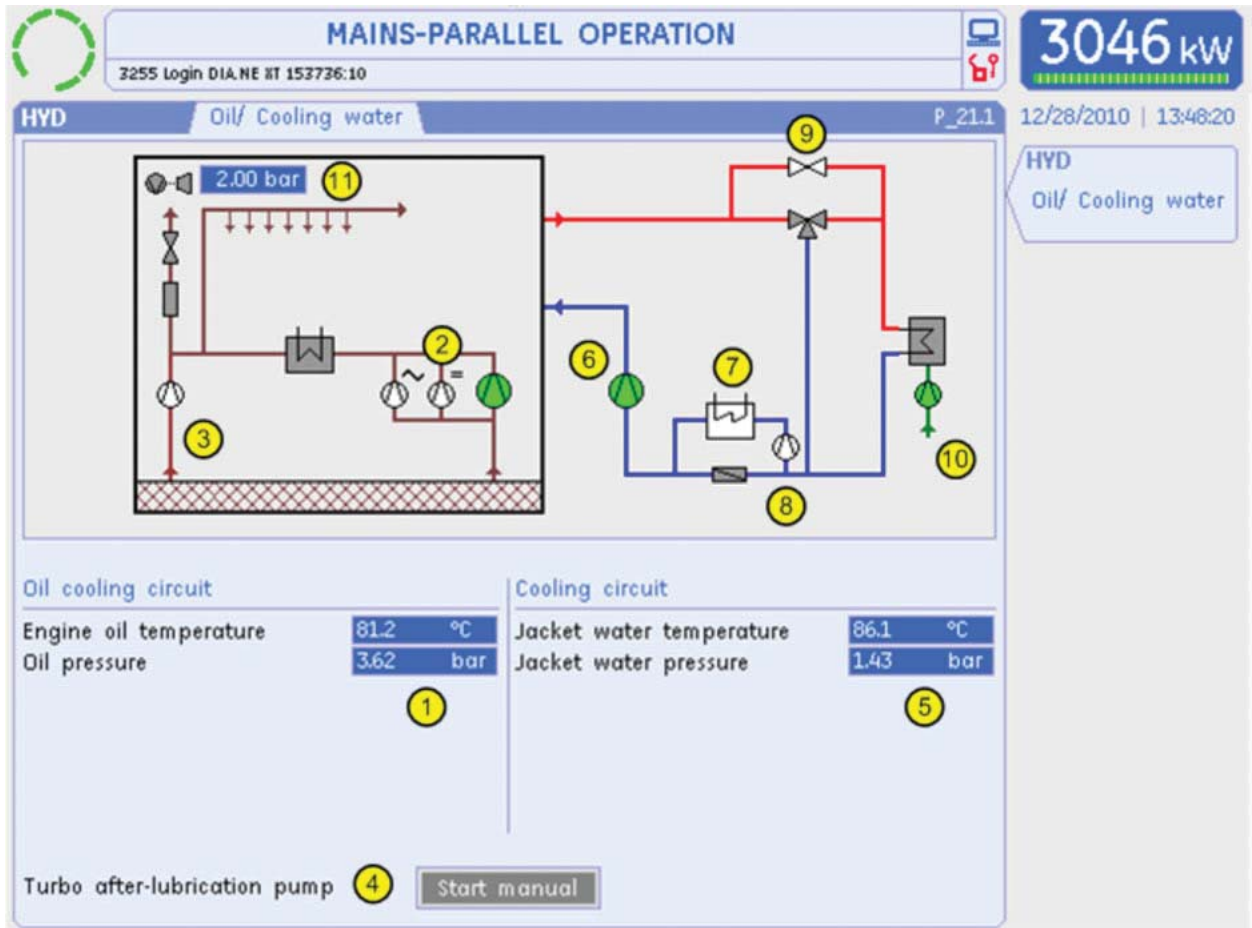 MAINS-PARALLEL OPERATION
3255 Login DIA.NE XT 153736:10
3046 kW
HYD
Oil/ Cooling water
P_21.1
12/28/2010 | 13:48:20
HYD
Oil/ Cooling water
9
2.00 bar
11
2
~
=
6
7
3
10
8
Oil cooling circuit
Cooling circuit
Engine oil temperature 81.2 °C
Jacket water temperature 86.1 °C
Oil pressure 3.62 bar
Jacket water pressure 1.43 bar
1
5
Turbo after-lubrication pump 4 Start manual